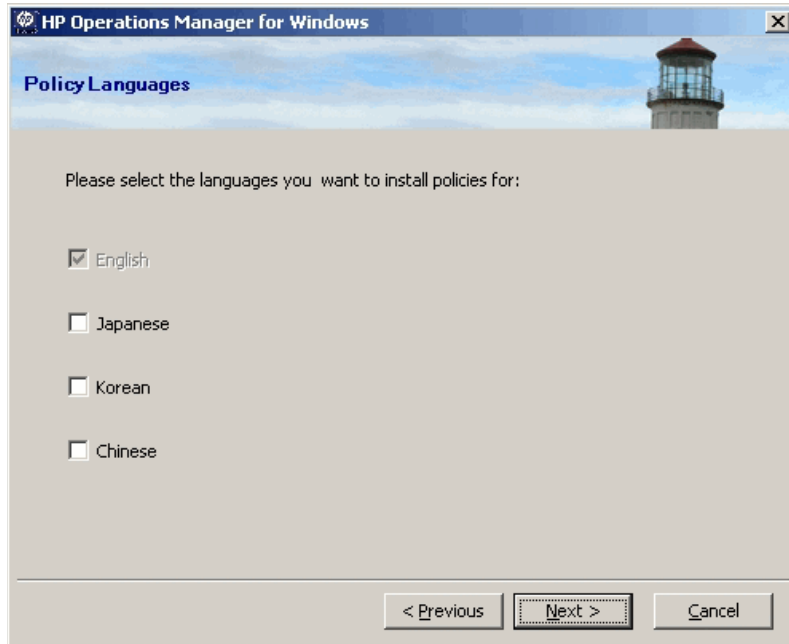 HP Operations Manager for Windows
Policy Languages
Please select the languages you want to install policies for:
English
Japanese
Korean
Chinese
< Previous
Next >
Cancel